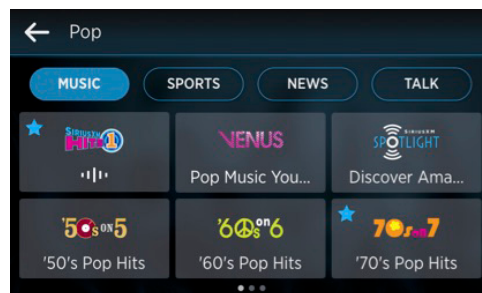 Pop
MUSIC SPORTS NEWS TALK
SIRIUSXM
HITS 1
VENUS
Pop Music You...
SIRIUSXM
SPOTLIGHT
Discover Ama...
'50s ON 5
'50's Pop Hits
'60s on 6
'60's Pop Hits
70s on 7
'70's Pop Hits